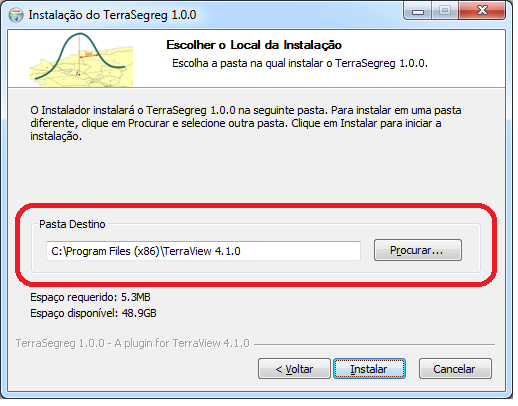 Instalação do TerraSegreg 1.0.0
Escolher o Local da Instalação
Escolha a pasta na qual instalar o TerraSegreg 1.0.0.
O Instalador instalará o TerraSegreg 1.0.0 na seguinte pasta. Para instalar em uma pasta
diferente, clique em Procurar e selecione outra pasta. Clique em Instalar para iniciar a
instalação.
Pasta Destino
C:\Program Files (x86)\TerraView 4.1.0
Procurar...
Espaço requerido: 5.3MB
Espaço disponível: 48.9GB
TerraSegreg 1.0.0 - A plugin for TerraView 4.1.0
< Voltar
Instalar
Cancelar